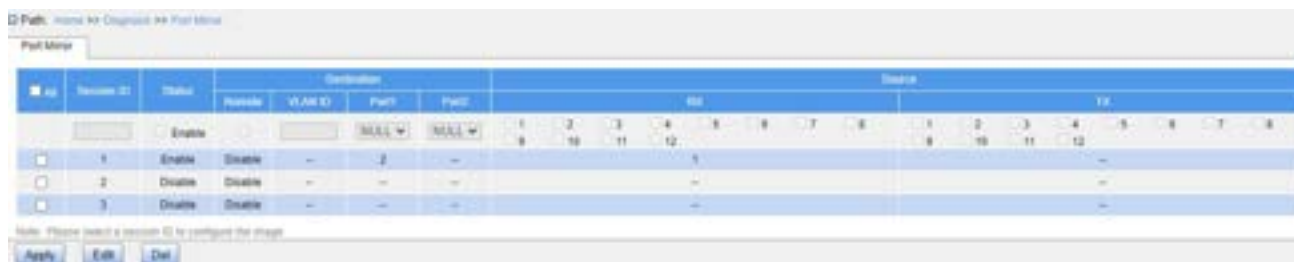 Path: Home >> Diagnosis >> Port Mirror
Port Mirror
All Session ID Status Destination Source
Remote VLAN ID Port1 Port2 RX TX
Enable NULL NULL 1 2 3 4 5 6 7 8 1 2 3 4 5 6 7 8
9 10 11 12 9 10 11 12
1 Enable Disable -- 2 -- 1 --
2 Disable Disable -- -- -- -- --
3 Disable Disable -- -- -- -- --
Note: Please select a session ID to configure the image
Apply Edit Del